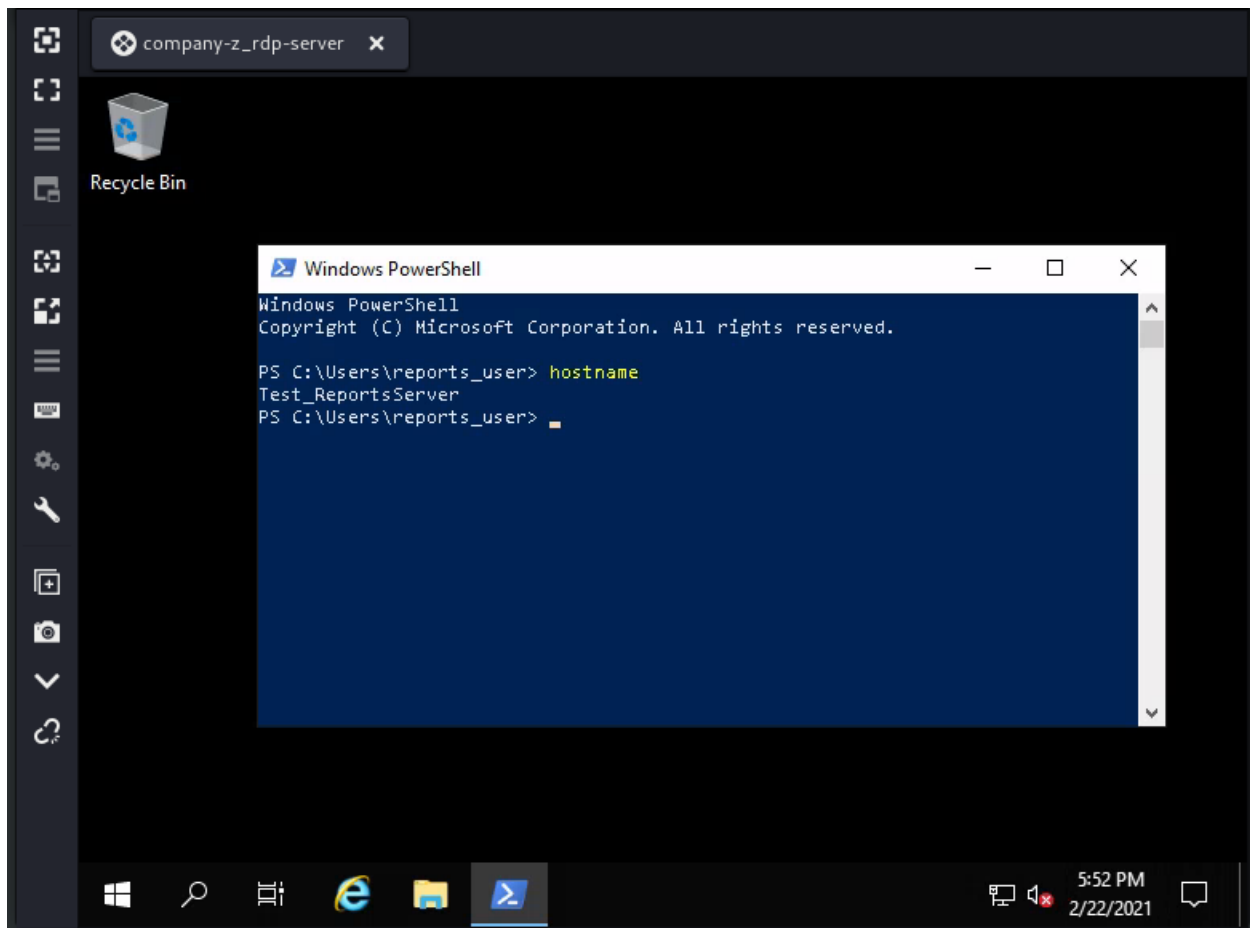 company-z_rdp-server
Recycle Bin
Windows PowerShell
Windows PowerShell
Copyright (C) Microsoft Corporation. All rights reserved.
PS C:\Users\reports_user> hostname
Test_ReportsServer
PS C:\Users\reports_user>
5:52 PM
2/22/2021